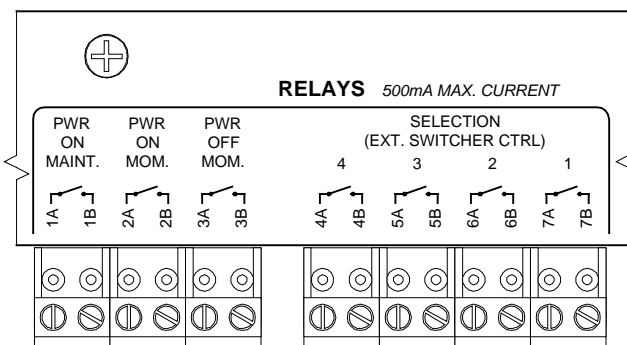 RELAYS 500mA MAX. CURRENT
PWR ON MAINT.
PWR ON MOM.
PWR OFF MOM.
SELECTION
(EXT. SWITCHER CTRL)
4 3 2 1
1A 1B 2A 2B 3A 3B 4A 4B 5A 5B 6A 6B 7A 7B